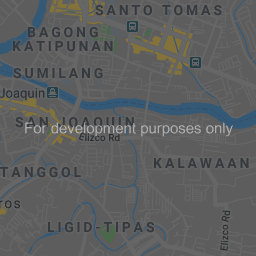 SANTO TOMAS
BAGONG
KATIPUNAN
SUMILANG
Joaquin
SAN JOAQUIN
For development purposes only
Elizco Rd
KALAWAAN
TANGGOL
Elizco Rd
LIGID-TIPAS